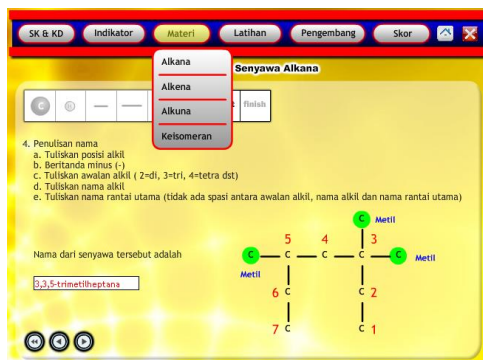 SK & KD
Indikator
Materi
Latihan
Pengembang
Skor
Alkana
Alkena
Alkuna
Keisomeran
Senyawa Alkana
C
finish
4. Penulisan nama
a. Tuliskan posisi alkil
b. Beritanda minus (-)
c. Tuliskan awalan alkil ( 2=di, 3=tri, 4=tetra dst)
d. Tuliskan nama alkil
e. Tuliskan nama rantai utama (tidak ada spasi antara awalan alkil, nama alkil dan nama rantai utama)
C Metil
5 4 3
Nama dari senyawa tersebut adalah
C C C C C
Metil Metil
3,3,5-trimetilheptana
6 C C 2
7 C C 1